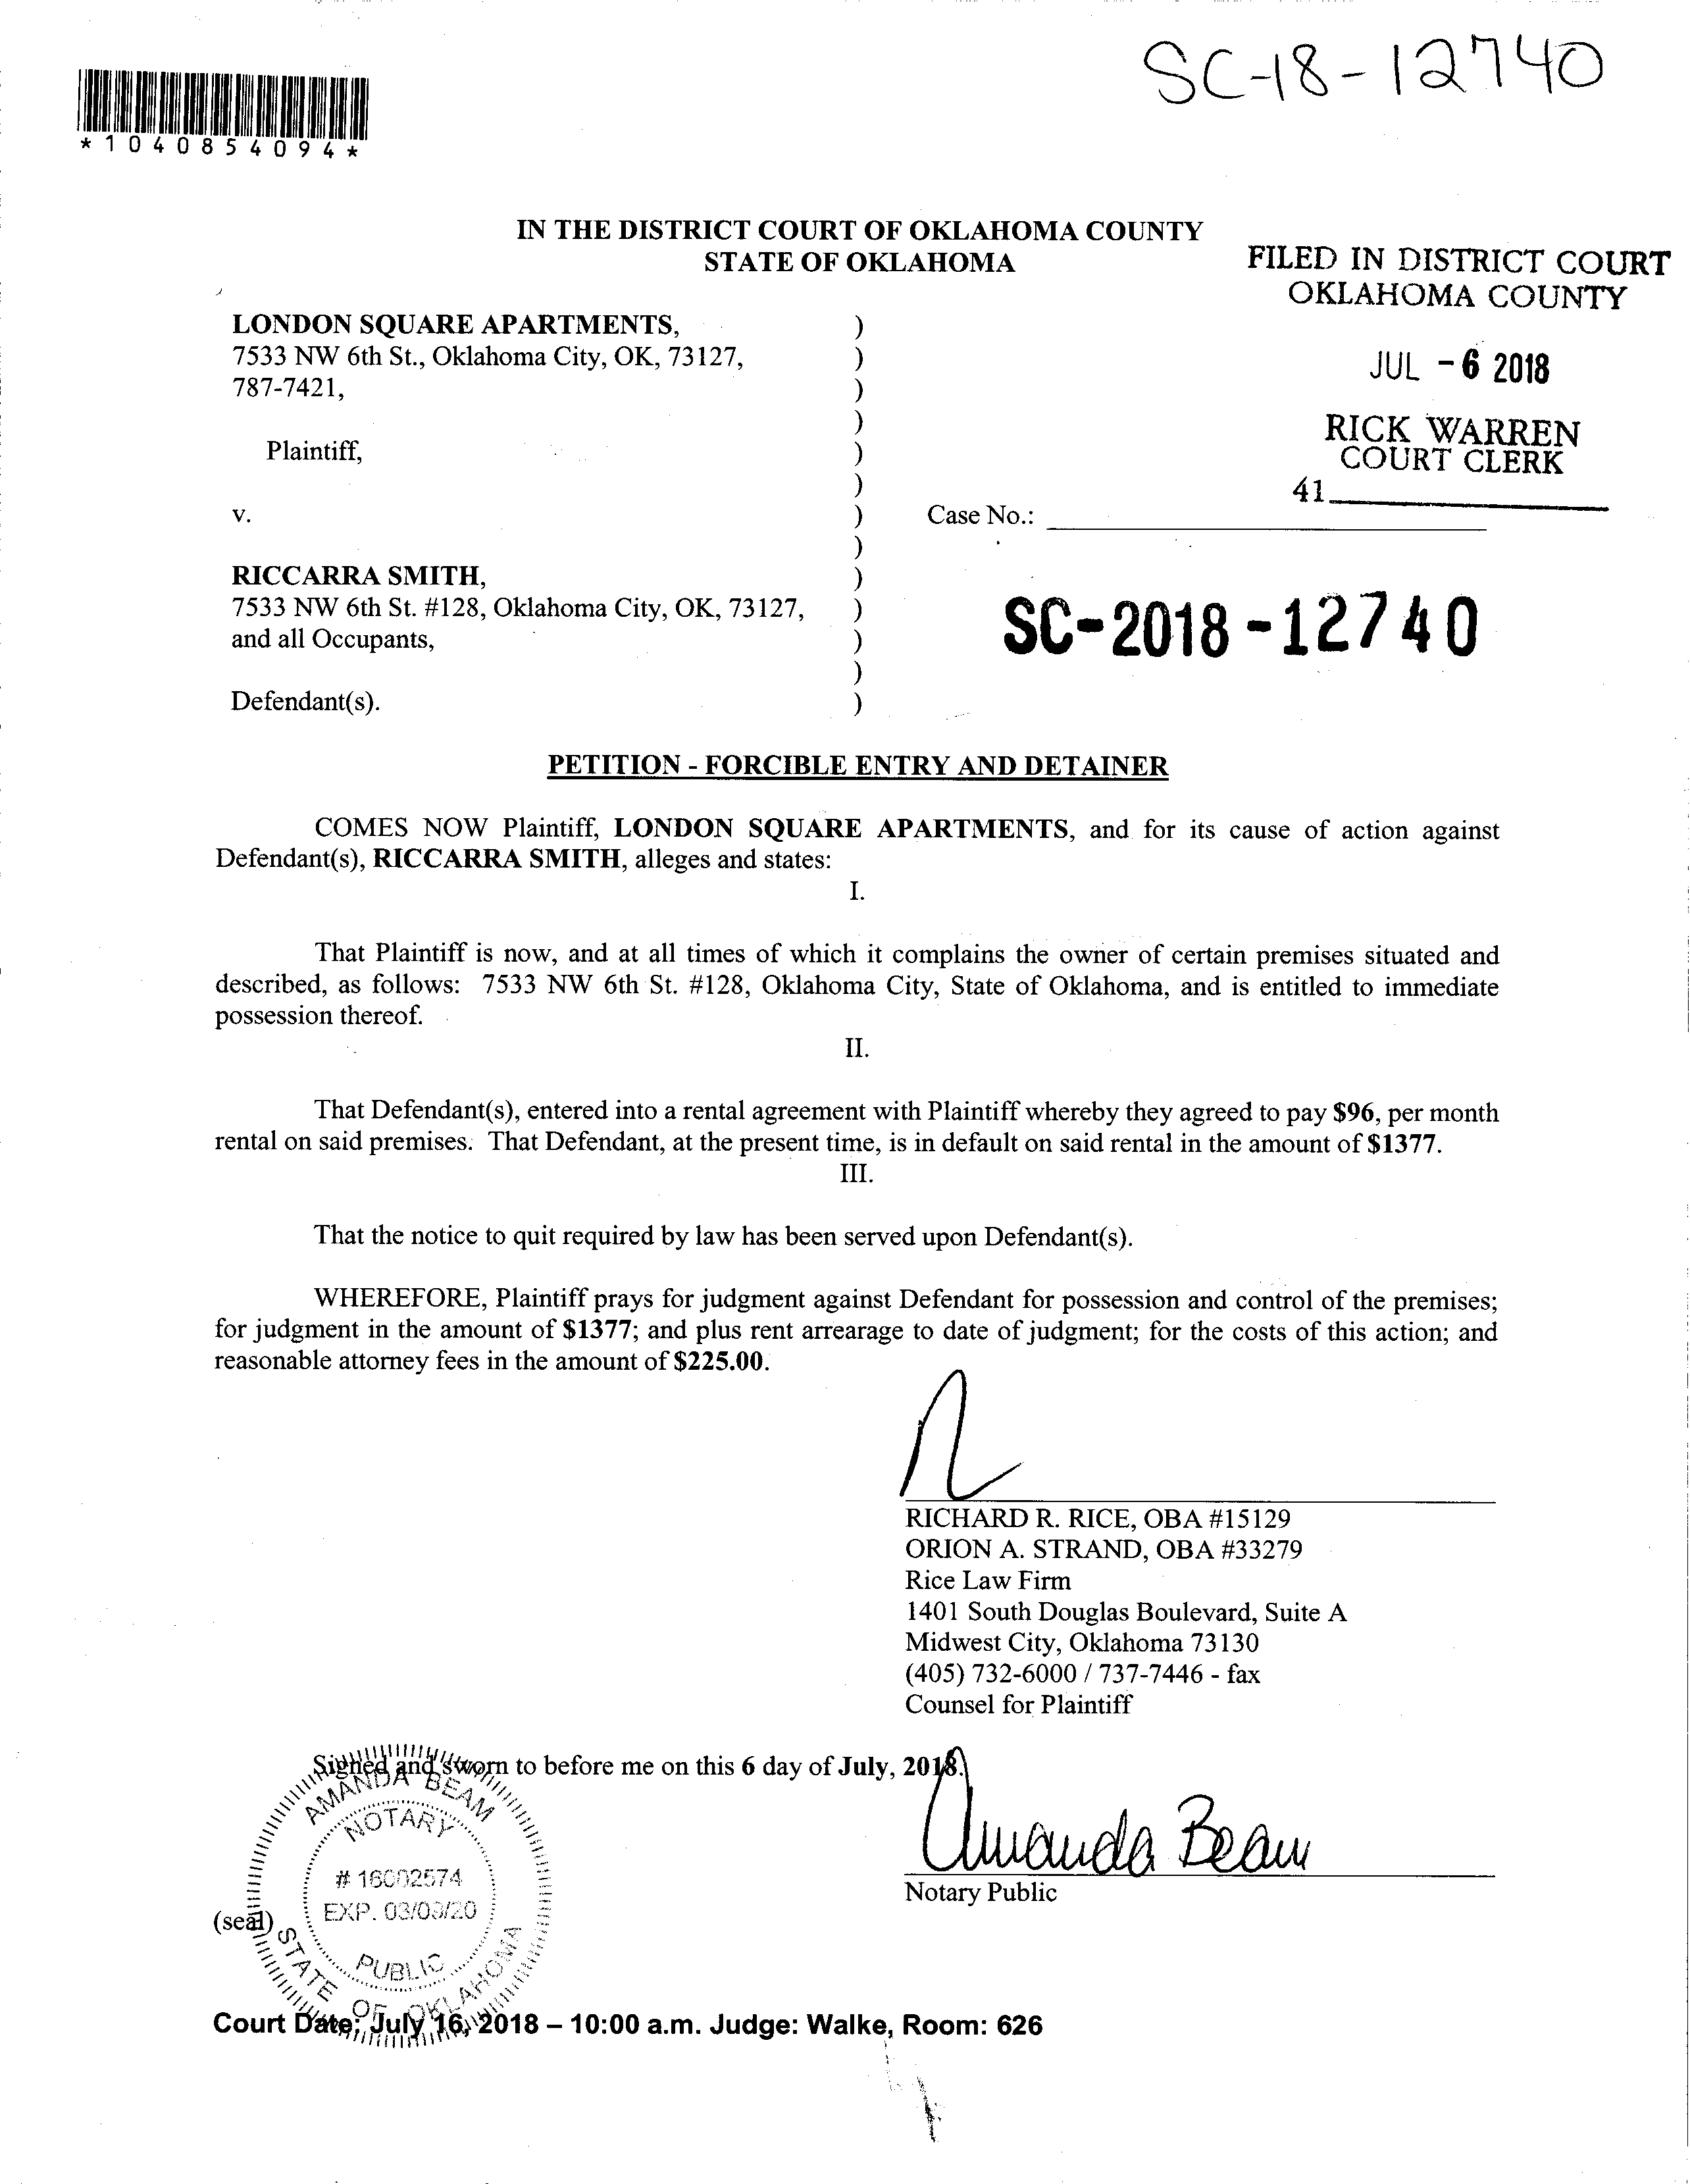 SC-18-12740
*1040854094*
IN THE DISTRICT COURT OF OKLAHOMA COUNTY
STATE OF OKLAHOMA
FILED IN DISTRICT COURT
OKLAHOMA COUNTY
JUL -6 2018
RICK WARREN
COURT CLERK
41
LONDON SQUARE APARTMENTS, )
7533 NW 6th St., Oklahoma City, OK, 73127, )
787-7421, )
)
Plaintiff, )
)
v. ) Case No.:
)
RICCARRA SMITH, )
7533 NW 6th St. #128, Oklahoma City, OK, 73127, )
and all Occupants, )
)
Defendant(s). )
SC-2018-12740
PETITION - FORCIBLE ENTRY AND DETAINER
COMES NOW Plaintiff, LONDON SQUARE APARTMENTS, and for its cause of action against
Defendant(s), RICCARRA SMITH, alleges and states:
I.
That Plaintiff is now, and at all times of which it complains the owner of certain premises situated and
described, as follows: 7533 NW 6th St. #128, Oklahoma City, State of Oklahoma, and is entitled to immediate
possession thereof.
II.
That Defendant(s), entered into a rental agreement with Plaintiff whereby they agreed to pay $96, per month
rental on said premises. That Defendant, at the present time, is in default on said rental in the amount of $1377.
III.
That the notice to quit required by law has been served upon Defendant(s).
WHEREFORE, Plaintiff prays for judgment against Defendant for possession and control of the premises;
for judgment in the amount of $1377; and plus rent arrearage to date of judgment; for the costs of this action; and
reasonable attorney fees in the amount of $225.00.
RICHARD R. RICE, OBA #15129
ORION A. STRAND, OBA #33279
Rice Law Firm
1401 South Douglas Boulevard, Suite A
Midwest City, Oklahoma 73130
(405) 732-6000 / 737-7446 - fax
Counsel for Plaintiff
Signed and sworn to before me on this 6 day of July, 2018.
Amanda Beam
Notary Public
(seal)
AMANDA BEAM
NOTARY
# 16002574
EXP. 03/03/20
PUBLIC
STATE OF OKLAHOMA
Court Date: July 16, 2018 – 10:00 a.m. Judge: Walke, Room: 626